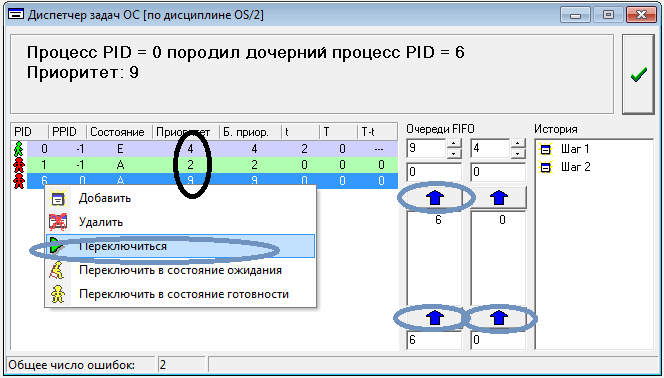 Диспетчер задач ОС [по дисциплине OS/2]
Процесс PID = 0 породил дочерний процесс PID = 6
Приоритет: 9
PID PPID Состояние Приоритет Б. приор. t T T-t
0 -1 E 4 4 2 0 ---
1 -1 A 2 2 0 0 0
6 0 A 9 9 0 0 0
Добавить
Удалить
Переключиться
Переключить в состояние ожидания
Переключить в состояние готовности
Очереди FIFO
9 4
0 0
6 0
6 0
История
Шаг 1
Шаг 2
Общее число ошибок: 2